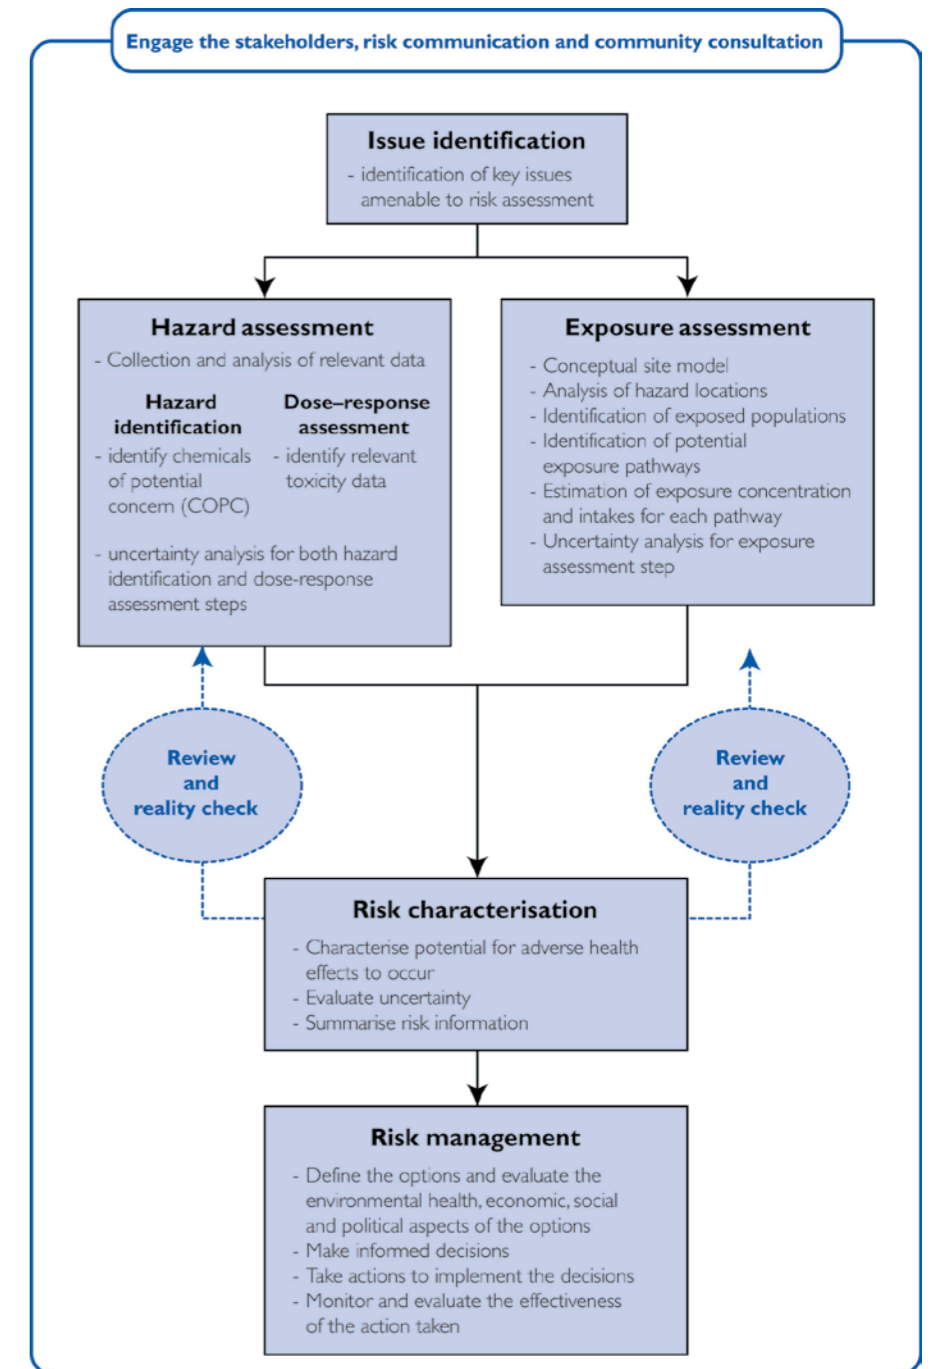 Engage the stakeholders, risk communication and community consultation
Issue identification
- identification of key issues
amenable to risk assessment
Hazard assessment
- Collection and analysis of relevant data
Hazard
identification
- identify chemicals
of potential
concern (COPC)
Dose–response
assessment
- identify relevant
toxicity data
- uncertainty analysis for both hazard
identification and dose-response
assessment steps
Exposure assessment
- Conceptual site model
- Analysis of hazard locations
- Identification of exposed populations
- Identification of potential
exposure pathways
- Estimation of exposure concentration
and intakes for each pathway
- Uncertainty analysis for exposure
assessment step
Review
and
reality check
Review
and
reality check
Risk characterisation
- Characterise potential for adverse health
effects to occur
- Evaluate uncertainty
- Summarise risk information
Risk management
- Define the options and evaluate the
environmental health, economic, social
and political aspects of the options
- Make informed decisions
- Take actions to implement the decisions
- Monitor and evaluate the effectiveness
of the action taken